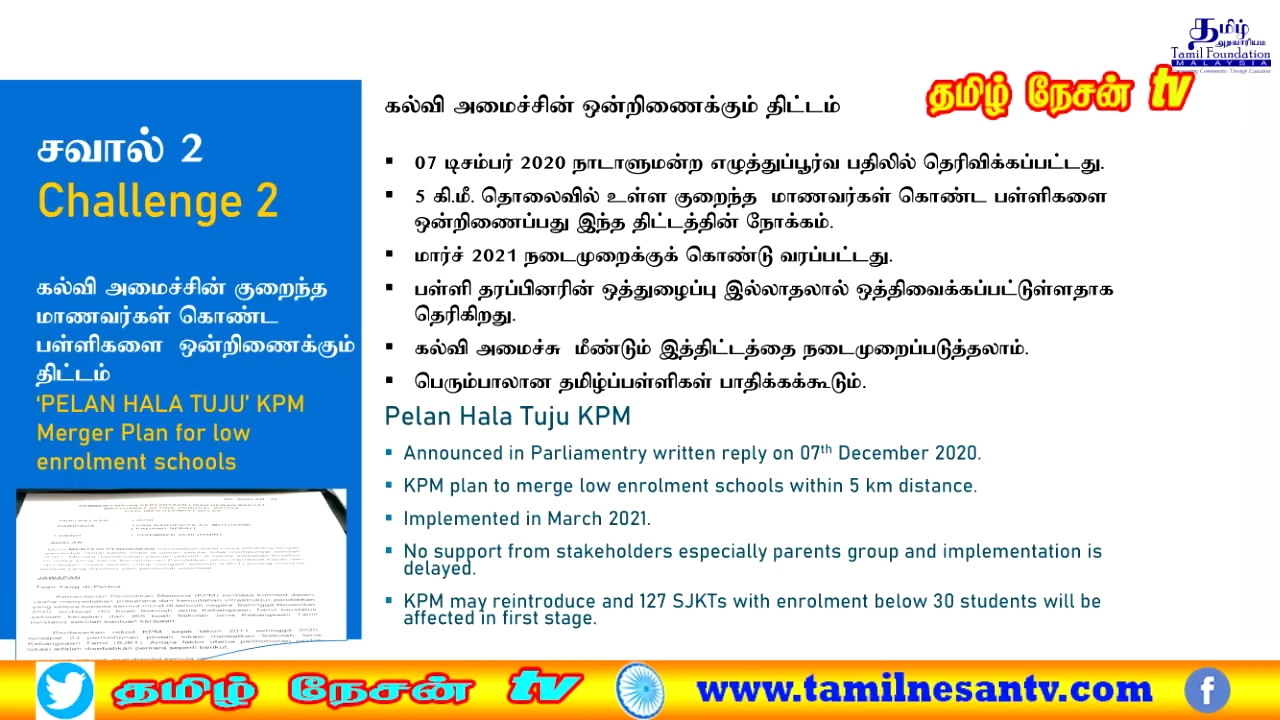 தமிழ்
அறவாரியம்
Tamil Foundation
MALAYSIA
தமிழ் நேசன் tv
சவால் 2
Challenge 2
கல்வி அமைச்சின் குறைந்த
மாணவர்கள் கொண்ட
பள்ளிகளை ஒன்றிணைக்கும்
திட்டம்
‘PELAN HALA TUJU’ KPM
Merger Plan for low
enrolment schools
JAWAPAN
Tuan Yang di-Pertua
கல்வி அமைச்சின் ஒன்றிணைக்கும் திட்டம்
▪ 07 டிசம்பர் 2020 நாடாளுமன்ற எழுத்துப்பூர்வ பதிலில் தெரிவிக்கப்பட்டது.
▪ 5 கி.மீ. தொலைவில் உள்ள குறைந்த மாணவர்கள் கொண்ட பள்ளிகளை
ஒன்றிணைப்பது இந்த திட்டத்தின் நோக்கம்.
▪ மார்ச் 2021 நடைமுறைக்குக் கொண்டு வரப்பட்டது.
▪ பள்ளி தரப்பினரின் ஒத்துழைப்பு இல்லாதலால் ஒத்திவைக்கப்பட்டுள்ளதாக
தெரிகிறது.
▪ கல்வி அமைச்சு மீண்டும் இத்திட்டத்தை நடைமுறைப்படுத்தலாம்.
▪ பெரும்பாலான தமிழ்ப்பள்ளிகள் பாதிக்கக்கூடும்.
Pelan Hala Tuju KPM
▪ Announced in Parliamentry written reply on 07th December 2020.
▪ KPM plan to merge low enrolment schools within 5 km distance.
▪ Implemented in March 2021.
▪ No support from stakeholders especially parents group and implementation is
delayed.
▪ KPM may reintroduce and 127 SJKTs with enrolment below 30 students will be
affected in first stage.
தமிழ் நேசன் tv
www.tamilnesantv.com